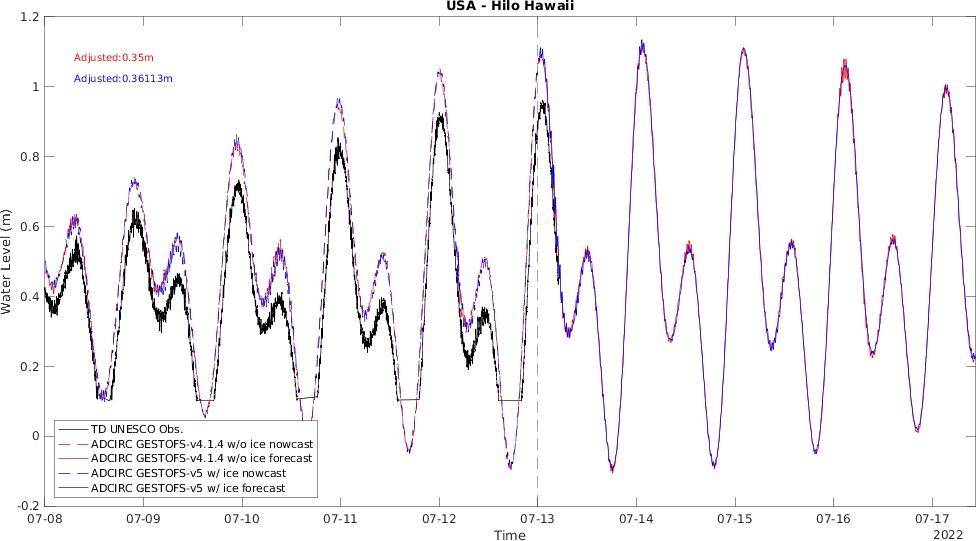 USA - Hilo Hawaii
Adjusted:0.35m
Adjusted:0.36113m
Water Level (m)
1.2
1
0.8
0.6
0.4
0.2
0
-0.2
TD UNESCO Obs.
ADCIRC GESTOFS-v4.1.4 w/o ice nowcast
ADCIRC GESTOFS-v4.1.4 w/o ice forecast
ADCIRC GESTOFS-v5 w/ ice nowcast
ADCIRC GESTOFS-v5 w/ ice forecast
07-08 07-09 07-10 07-11 07-12 07-13 07-14 07-15 07-16 07-17
Time
2022